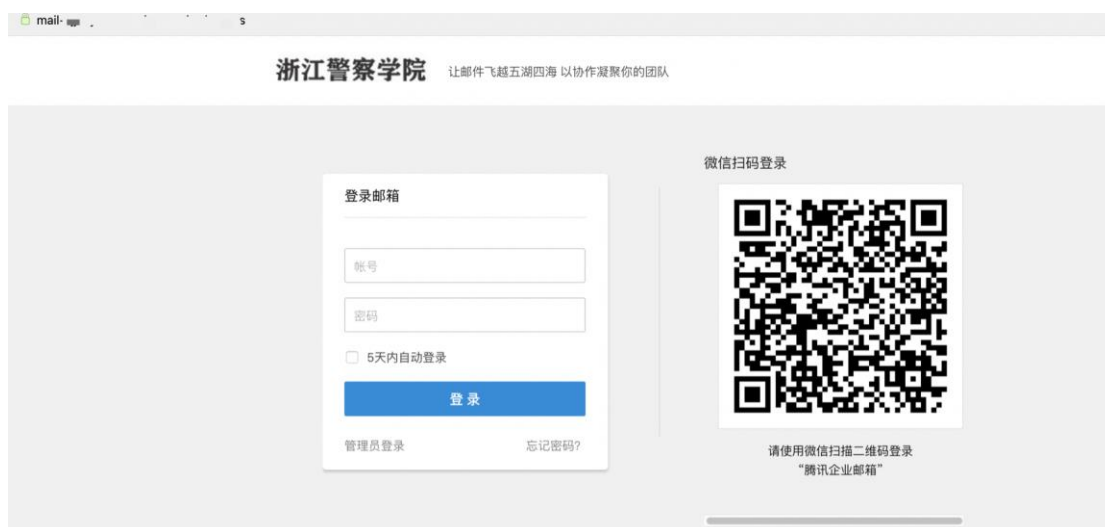 mail-
s
浙江警察学院 让邮件飞越五湖四海 以协作凝聚你的团队
微信扫码登录
登录邮箱
帐号
密码
5天内自动登录
登 录
管理员登录 忘记密码?
请使用微信扫描二维码登录
“腾讯企业邮箱”